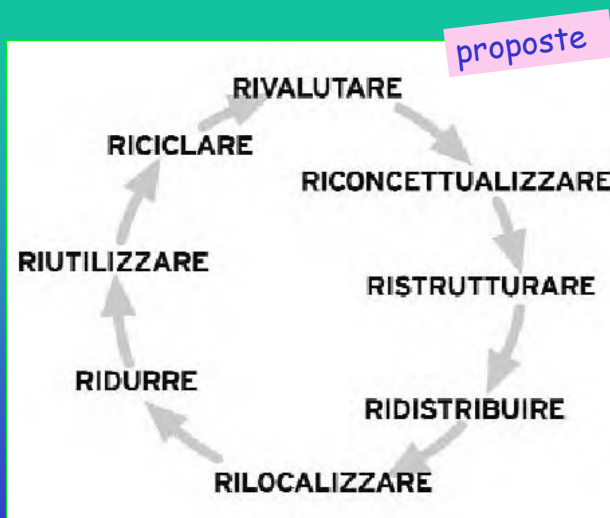 proposte
RIVALUTARE
RICONCETTUALIZZARE
RISTRUTTURARE
RIDISTRIBUIRE
RILOCALIZZARE
RIDURRE
RIUTILIZZARE
RICICLARE